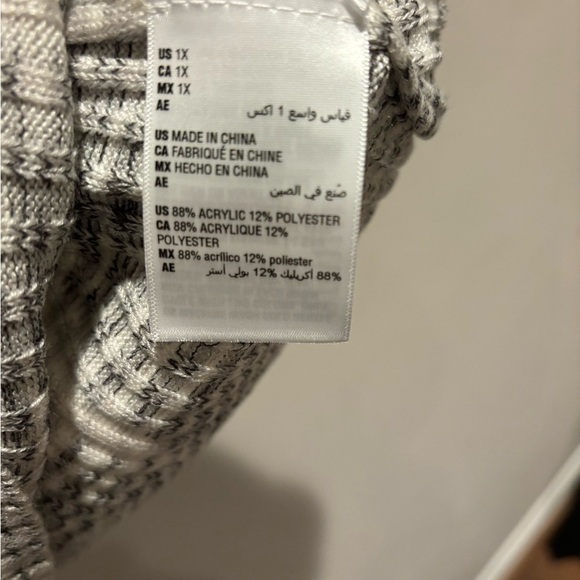 US 1X
CA 1X
MX 1X
AE
قياس واسع 1 اكس
US MADE IN CHINA
CA FABRIQUÉ EN CHINE
MX HECHO EN CHINA
AE
صُنع في الصين
US 88% ACRYLIC 12% POLYESTER
CA 88% ACRYLIQUE 12%
POLYESTER
MX 88% acrílico 12% poliester
AE
88% أكريليك 12% بولي أستر